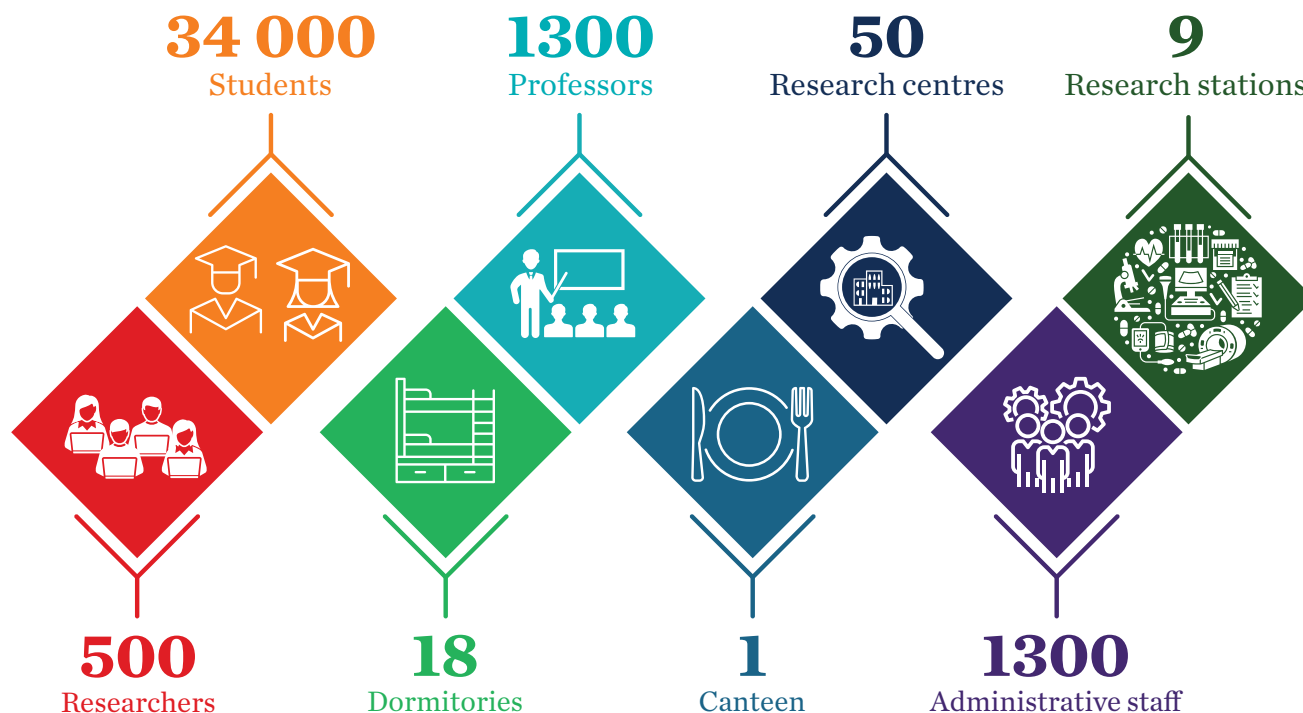 34 000
Students
1300
Professors
50
Research centres
9
Research stations
500
Researchers
18
Dormitories
1
Canteen
1300
Administrative staff